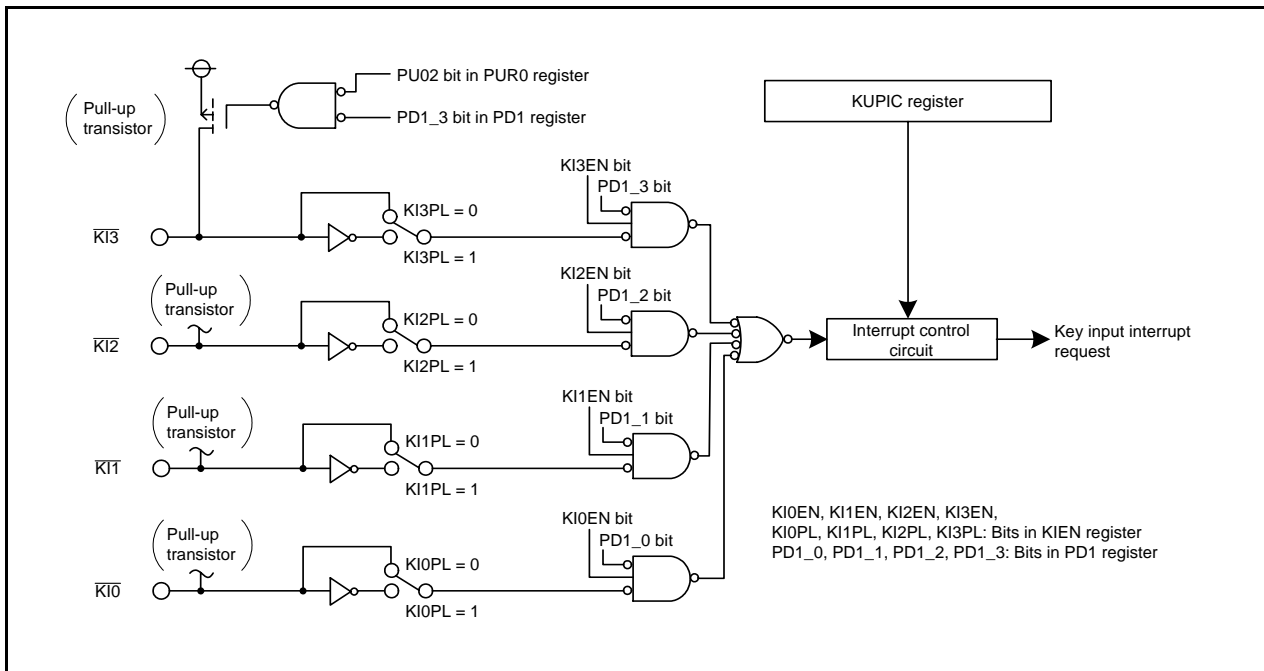 PU02 bit in PUR0 register
KUPIC register
Pull-up
transistor
PD1_3 bit in PD1 register
KI3EN bit
PD1_3 bit
KI3PL = 0
KI3
KI3PL = 1
KI2EN bit
Pull-up
transistor
PD1_2 bit
KI2PL = 0
KI2
KI2PL = 1
Interrupt control
circuit
Key input interrupt
request
KI1EN bit
Pull-up
transistor
PD1_1 bit
KI1PL = 0
KI1
KI1PL = 1
KI0EN bit
Pull-up
transistor
PD1_0 bit
KI0PL = 0
KI0
KI0PL = 1
KI0EN, KI1EN, KI2EN, KI3EN,
KI0PL, KI1PL, KI2PL, KI3PL: Bits in KIEN register
PD1_0, PD1_1, PD1_2, PD1_3: Bits in PD1 register